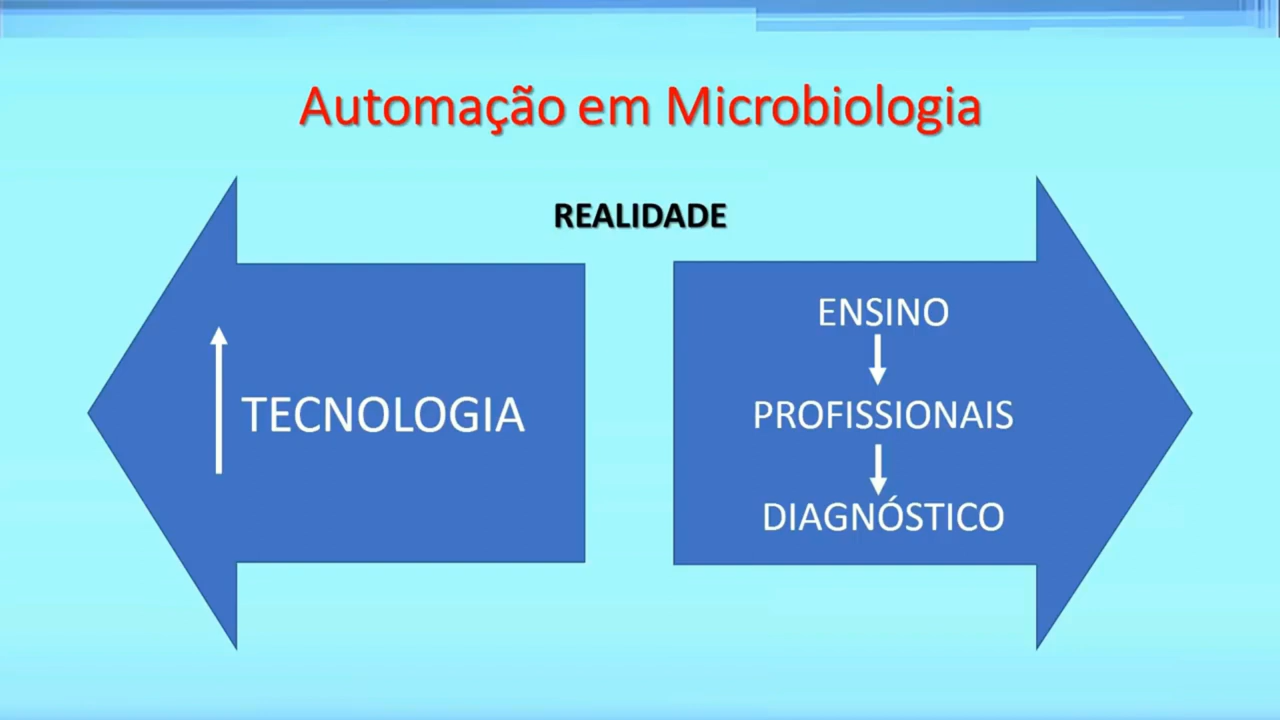 Automação em Microbiologia
REALIDADE
TECNOLOGIA
ENSINO
PROFISSIONAIS
DIAGNÓSTICO